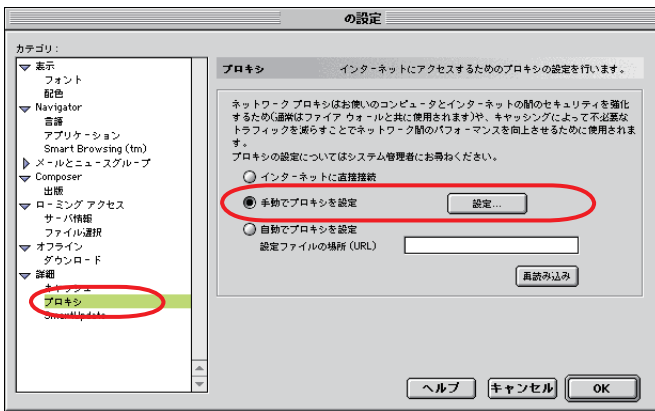 の設定
カテゴリ：
表示
フォント
配色
Navigator
言語
アプリケーション
Smart Browsing (tm)
メールとニュースグループ
Composer
出版
ローミング アクセス
サーバ情報
ファイル選択
オフライン
ダウンロード
詳細
キャッシュ
プロキシ
SmartUpdate
プロキシ インターネットにアクセスするためのプロキシの設定を行います。
ネットワーク プロキシはお使いのコンピュータとインターネットの間のセキュリティを強化
するため(通常はファイア ウォールと共に使用されます)や、キャッシングによって不必要な
トラフィックを減らすことでネットワーク間のパフォーマンスを向上させるために使用されま
す。
プロキシの設定についてはシステム管理者にお尋ねください。
インターネットに直接接続
手動でプロキシを設定 設定...
自動でプロキシを設定
設定ファイルの場所 (URL)
再読み込み
ヘルプ キャンセル OK